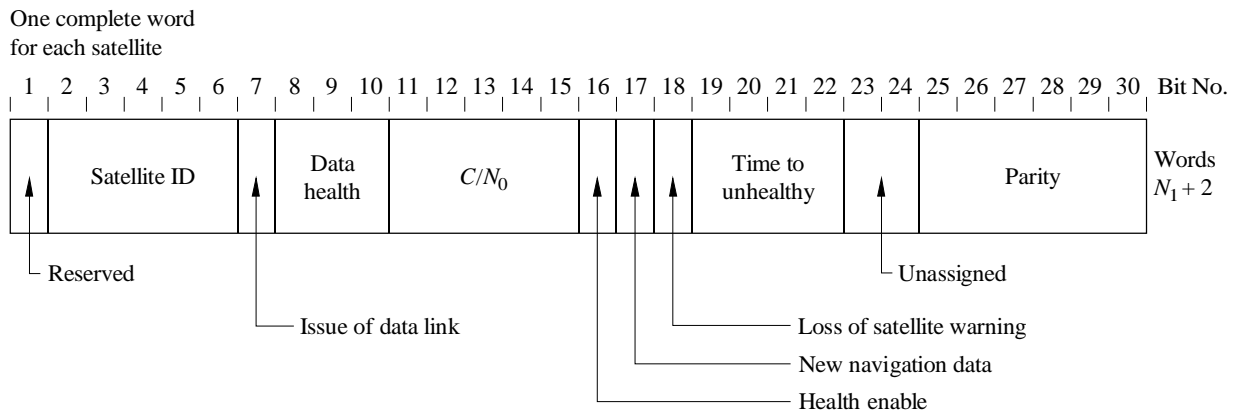 One complete word
for each satellite
1 2 3 4 5 6 7 8 9 10 11 12 13 14 15 16 17 18 19 20 21 22 23 24 25 26 27 28 29 30 Bit No.
Satellite ID
Data
health
C/N0
Time to
unhealthy
Parity
Words
N1 + 2
Reserved
Unassigned
Issue of data link
Loss of satellite warning
New navigation data
Health enable